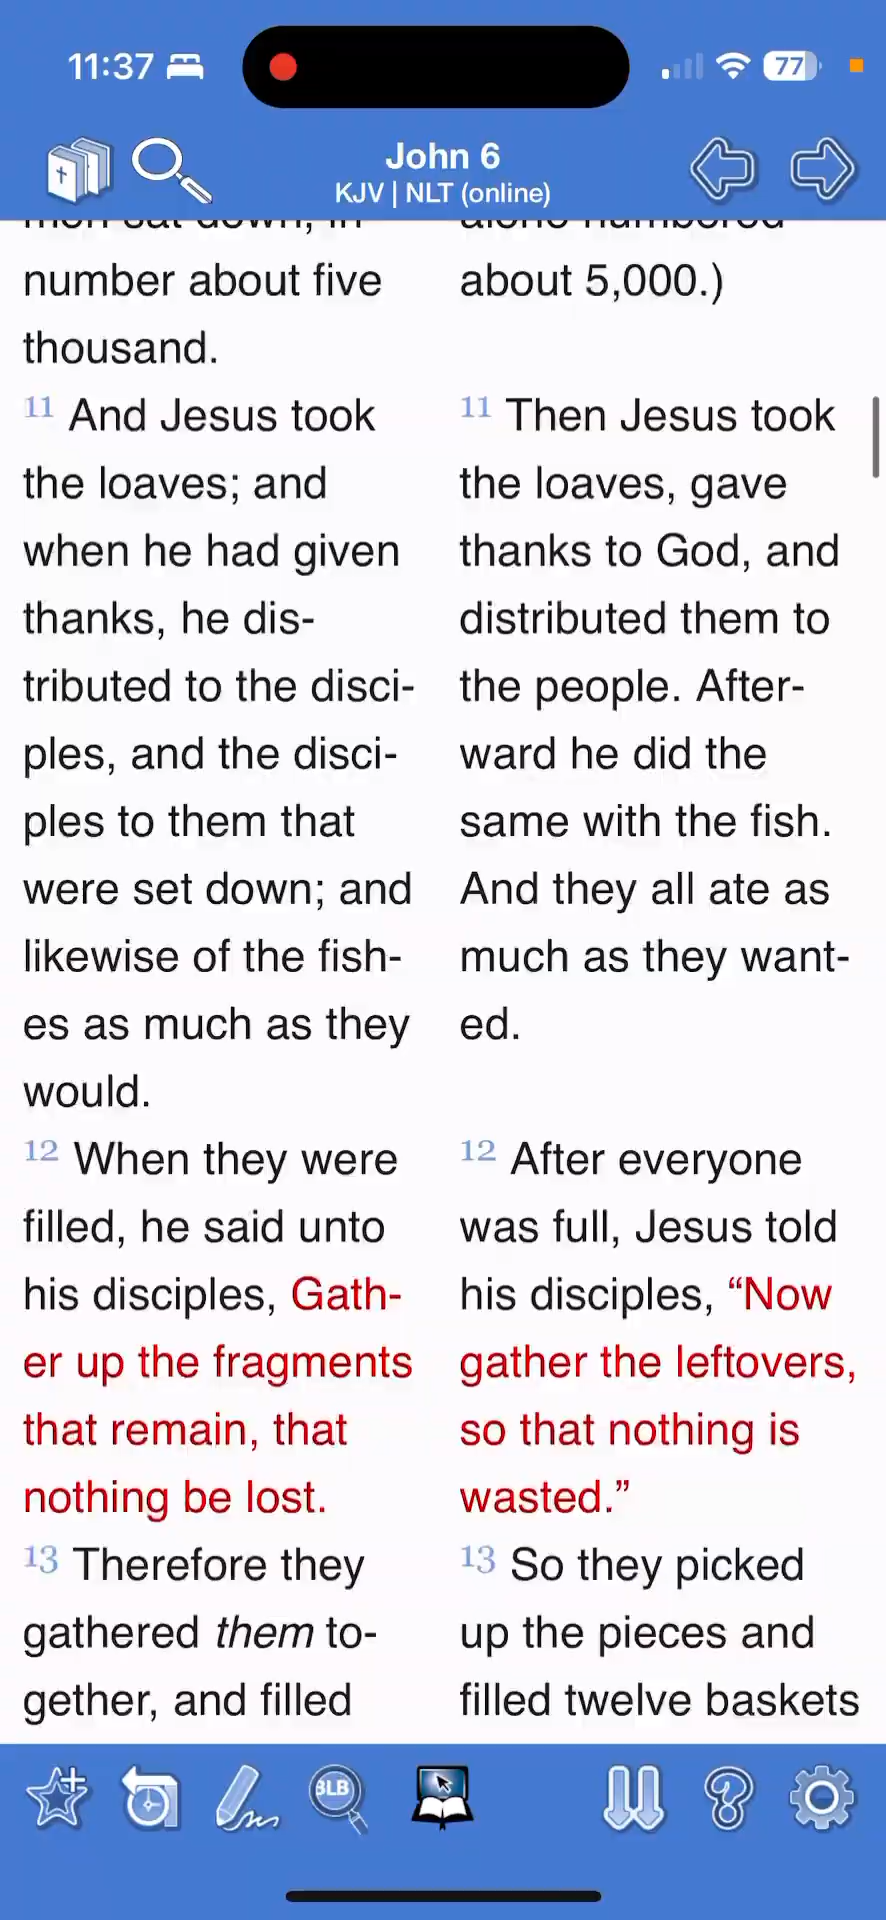 11:37
77
John 6
KJV | NLT (online)
number about five
thousand.
11 And Jesus took
the loaves; and
when he had given
thanks, he dis-
tributed to the disci-
ples, and the disci-
ples to them that
were set down; and
likewise of the fish-
es as much as they
would.
12 When they were
filled, he said unto
his disciples, Gath-
er up the fragments
that remain, that
nothing be lost.
13 Therefore they
gathered them to-
gether, and filled
about 5,000.)
11 Then Jesus took
the loaves, gave
thanks to God, and
distributed them to
the people. After-
ward he did the
same with the fish.
And they all ate as
much as they want-
ed.
12 After everyone
was full, Jesus told
his disciples, “Now
gather the leftovers,
so that nothing is
wasted.”
13 So they picked
up the pieces and
filled twelve baskets
BLB